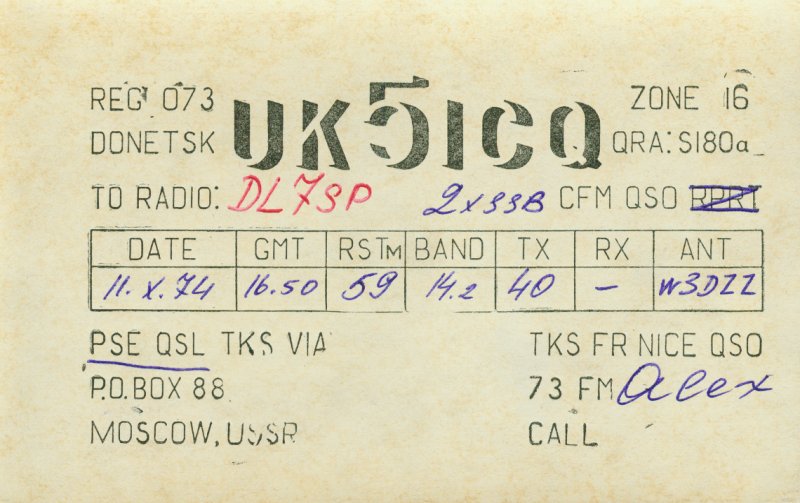 REG 073 UK5ICQ ZONE 16
DONETSK QRA: SI80a
TO RADIO: DL7SP 2xSSB CFM QSO RPRT
DATE GMT RSTM BAND TX RX ANT
11.X.74 16.50 59 14.2 40 – W3DZZ
PSE QSL TKS VIA TKS FR NICE QSO
P.O.BOX 88 73 FM Alex
MOSCOW, USSR CALL